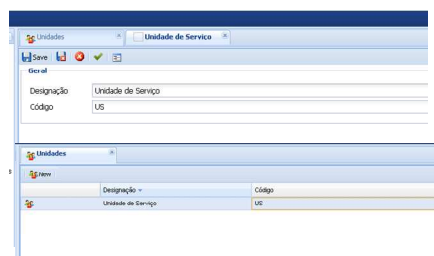 Unidades
Unidade de Serviço
Save
Geral
Designação Unidade de Serviço
Código US
Unidades
New
Designação Código
Unidade de Serviço US